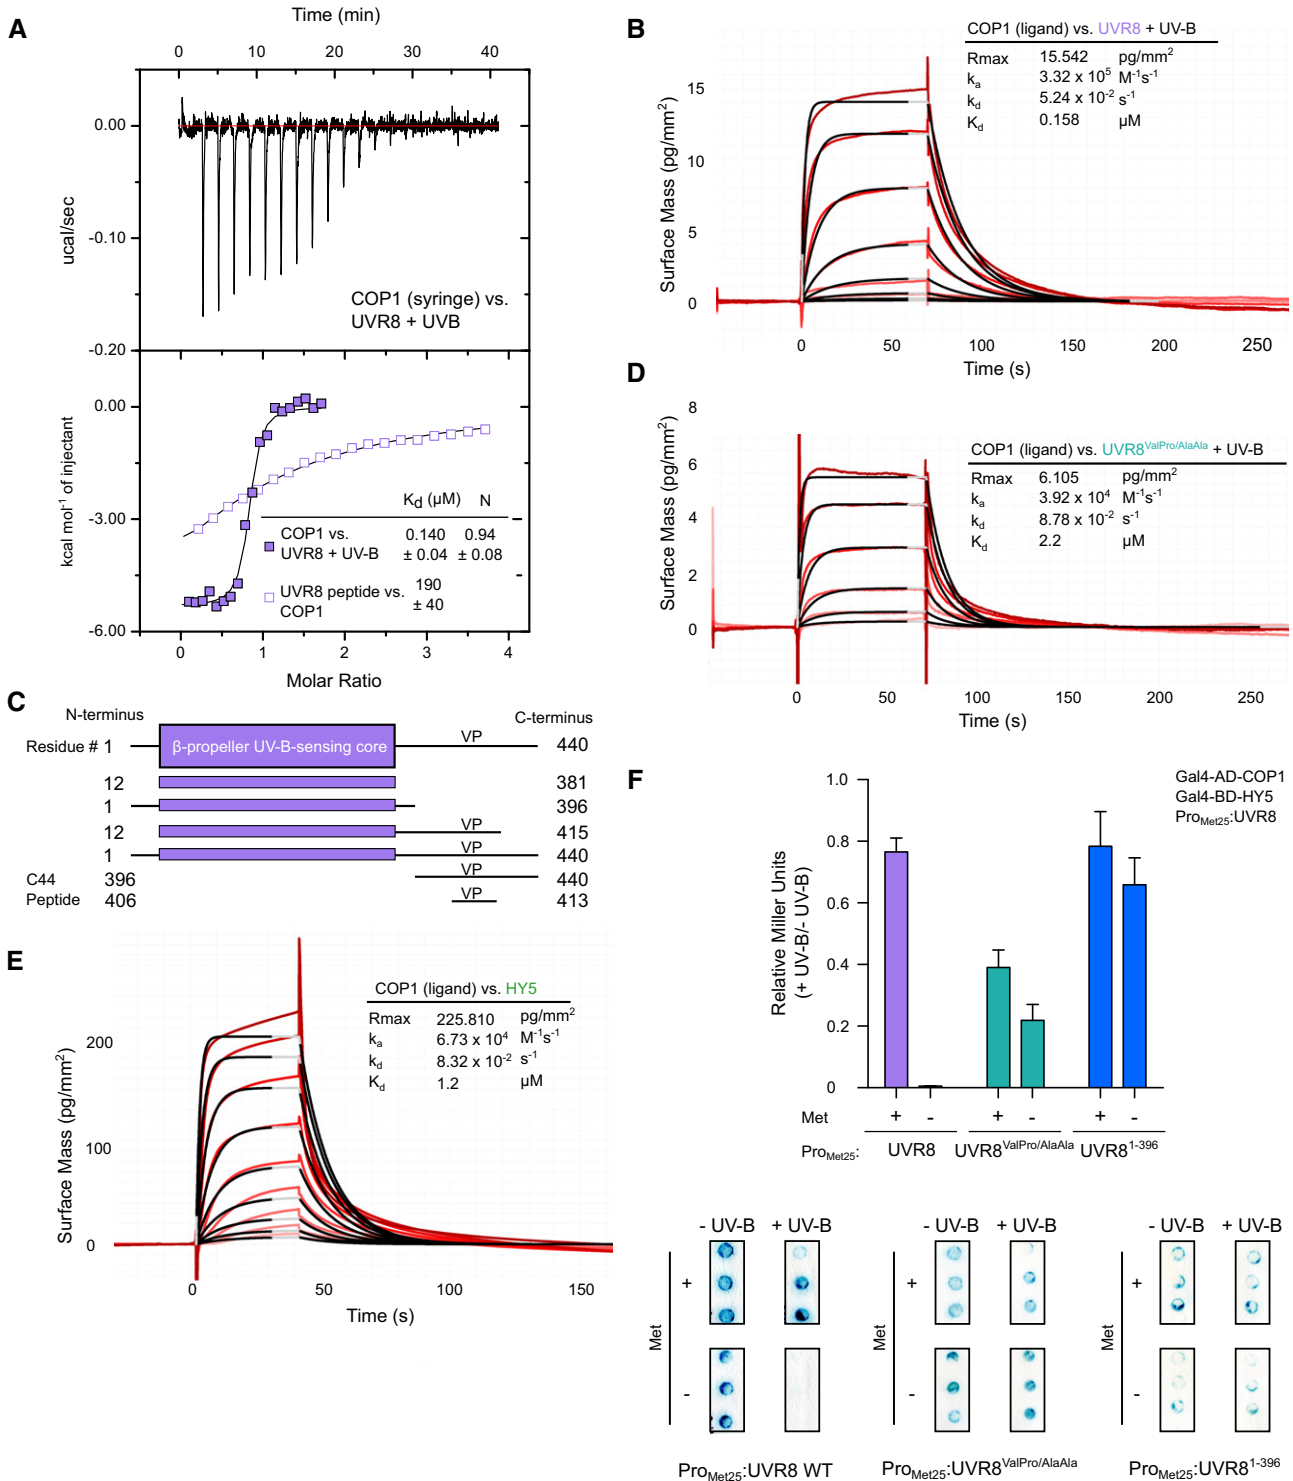 A
Time (min)
0 10 20 30 40
0.00
-0.10
-0.20
ucal/sec
COP1 (syringe) vs.
UVR8 + UVB
0.00
-3.00
-6.00
kcal mol⁻¹ of injectant
Kd (µM) N
COP1 vs.
UVR8 + UV-B
0.140
± 0.04
0.94
± 0.08
UVR8 peptide vs.
COP1
190
± 40
0 1 2 3 4
Molar Ratio
B
COP1 (ligand) vs. UVR8 + UV-B
Rmax 15.542 pg/mm²
ka 3.32 x 10⁵ M⁻¹s⁻¹
kd 5.24 x 10⁻² s⁻¹
Kd 0.158 µM
Surface Mass (pg/mm²)
15
10
5
0
0 50 100 150 200 250
Time (s)
D
COP1 (ligand) vs. UVR8ValPro/AlaAla + UV-B
Rmax 6.105 pg/mm²
ka 3.92 x 10⁴ M⁻¹s⁻¹
kd 8.78 x 10⁻² s⁻¹
Kd 2.2 µM
Surface Mass (pg/mm²)
8
6
4
2
0
0 50 100 150 200 250
Time (s)
C
N-terminus
C-terminus
Residue # 1 β-propeller UV-B-sensing core VP 440
12 381
1 396
12 VP 415
1 VP 440
C44 396 VP 440
Peptide 406 VP 413
E
COP1 (ligand) vs. HY5
Rmax 225.810 pg/mm²
ka 6.73 x 10⁴ M⁻¹s⁻¹
kd 8.32 x 10⁻² s⁻¹
Kd 1.2 µM
Surface Mass (pg/mm²)
200
100
0
0 50 100 150
Time (s)
F
Gal4-AD-COP1
Gal4-BD-HY5
ProMet25:UVR8
Relative Miller Units
(+ UV-B/- UV-B)
1.0
0.8
0.6
0.4
0.2
0
Met + - + - + -
ProMet25: UVR8 UVR8ValPro/AlaAla UVR8¹⁻³⁹⁶
- UV-B + UV-B - UV-B + UV-B - UV-B + UV-B
Met + -
Met + -
Met + -
ProMet25:UVR8 WT
ProMet25:UVR8ValPro/AlaAla
ProMet25:UVR8¹⁻³⁹⁶